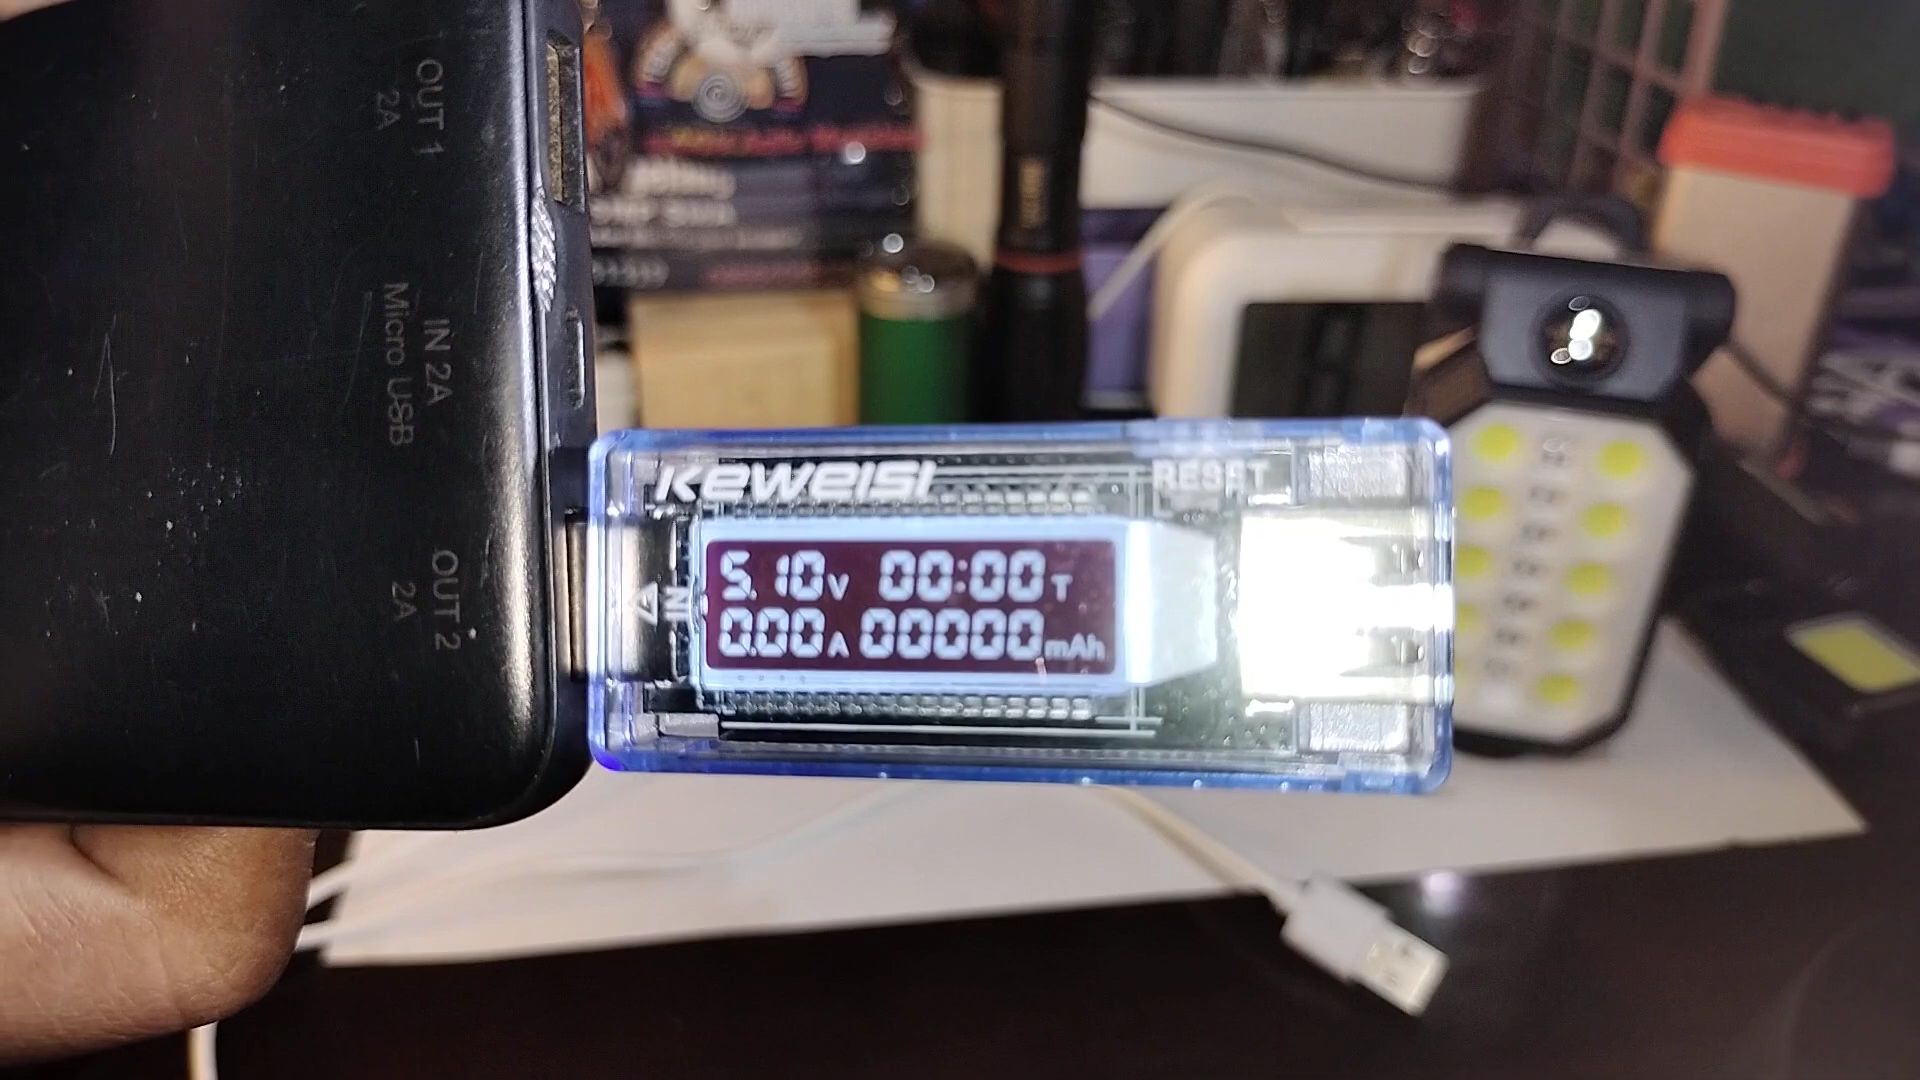 OUT 1
2A
IN 2A
Micro USB
OUT 2
2A
KEWEISI
RESET
IN
5.10V 00:00T
0.00A 00000mAh